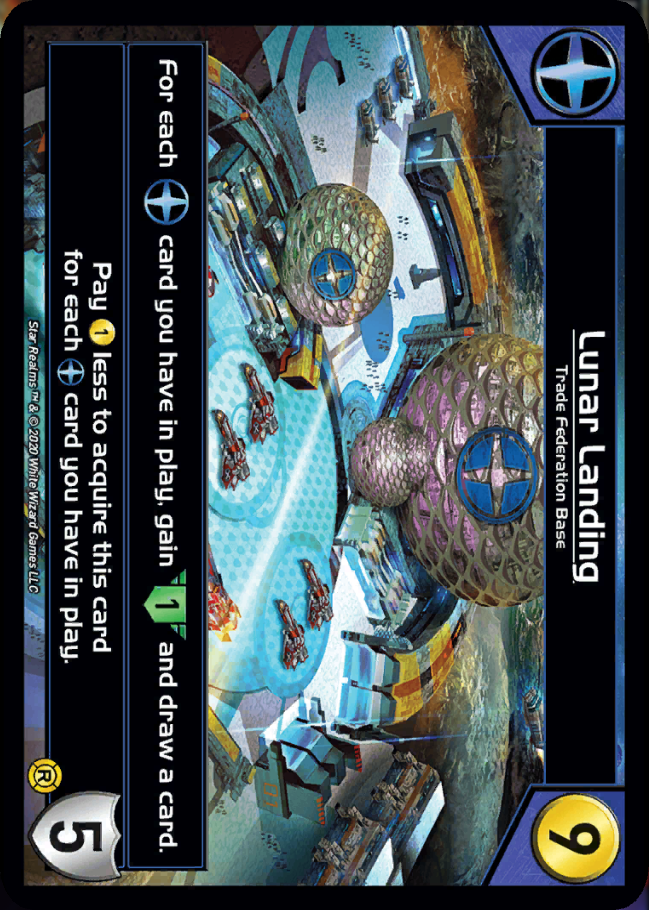 Lunar Landing
Trade Federation Base
9
For each card you have in play, gain 1 and draw a card.
Pay 1 less to acquire this card
for each card you have in play.
Star Realms™ & © 2020 White Wizard Games LLC
R
5